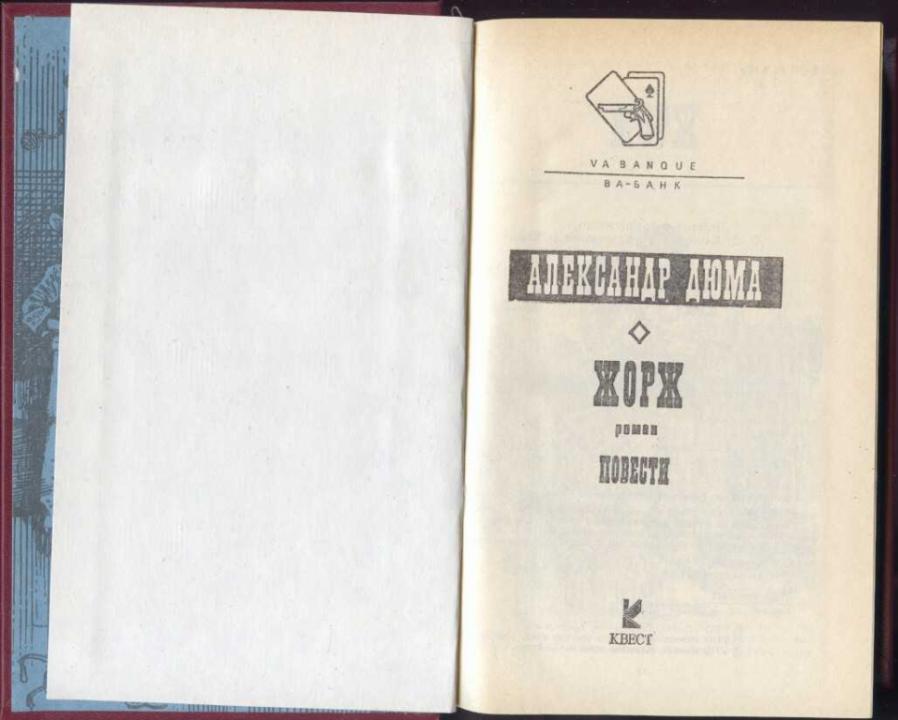 VA BANQUE
ВА-БАНК
АЛЕКСАНДР ДЮМА
ЖОРЖ
роман
ПОВЕСТИ
КВЕСТ